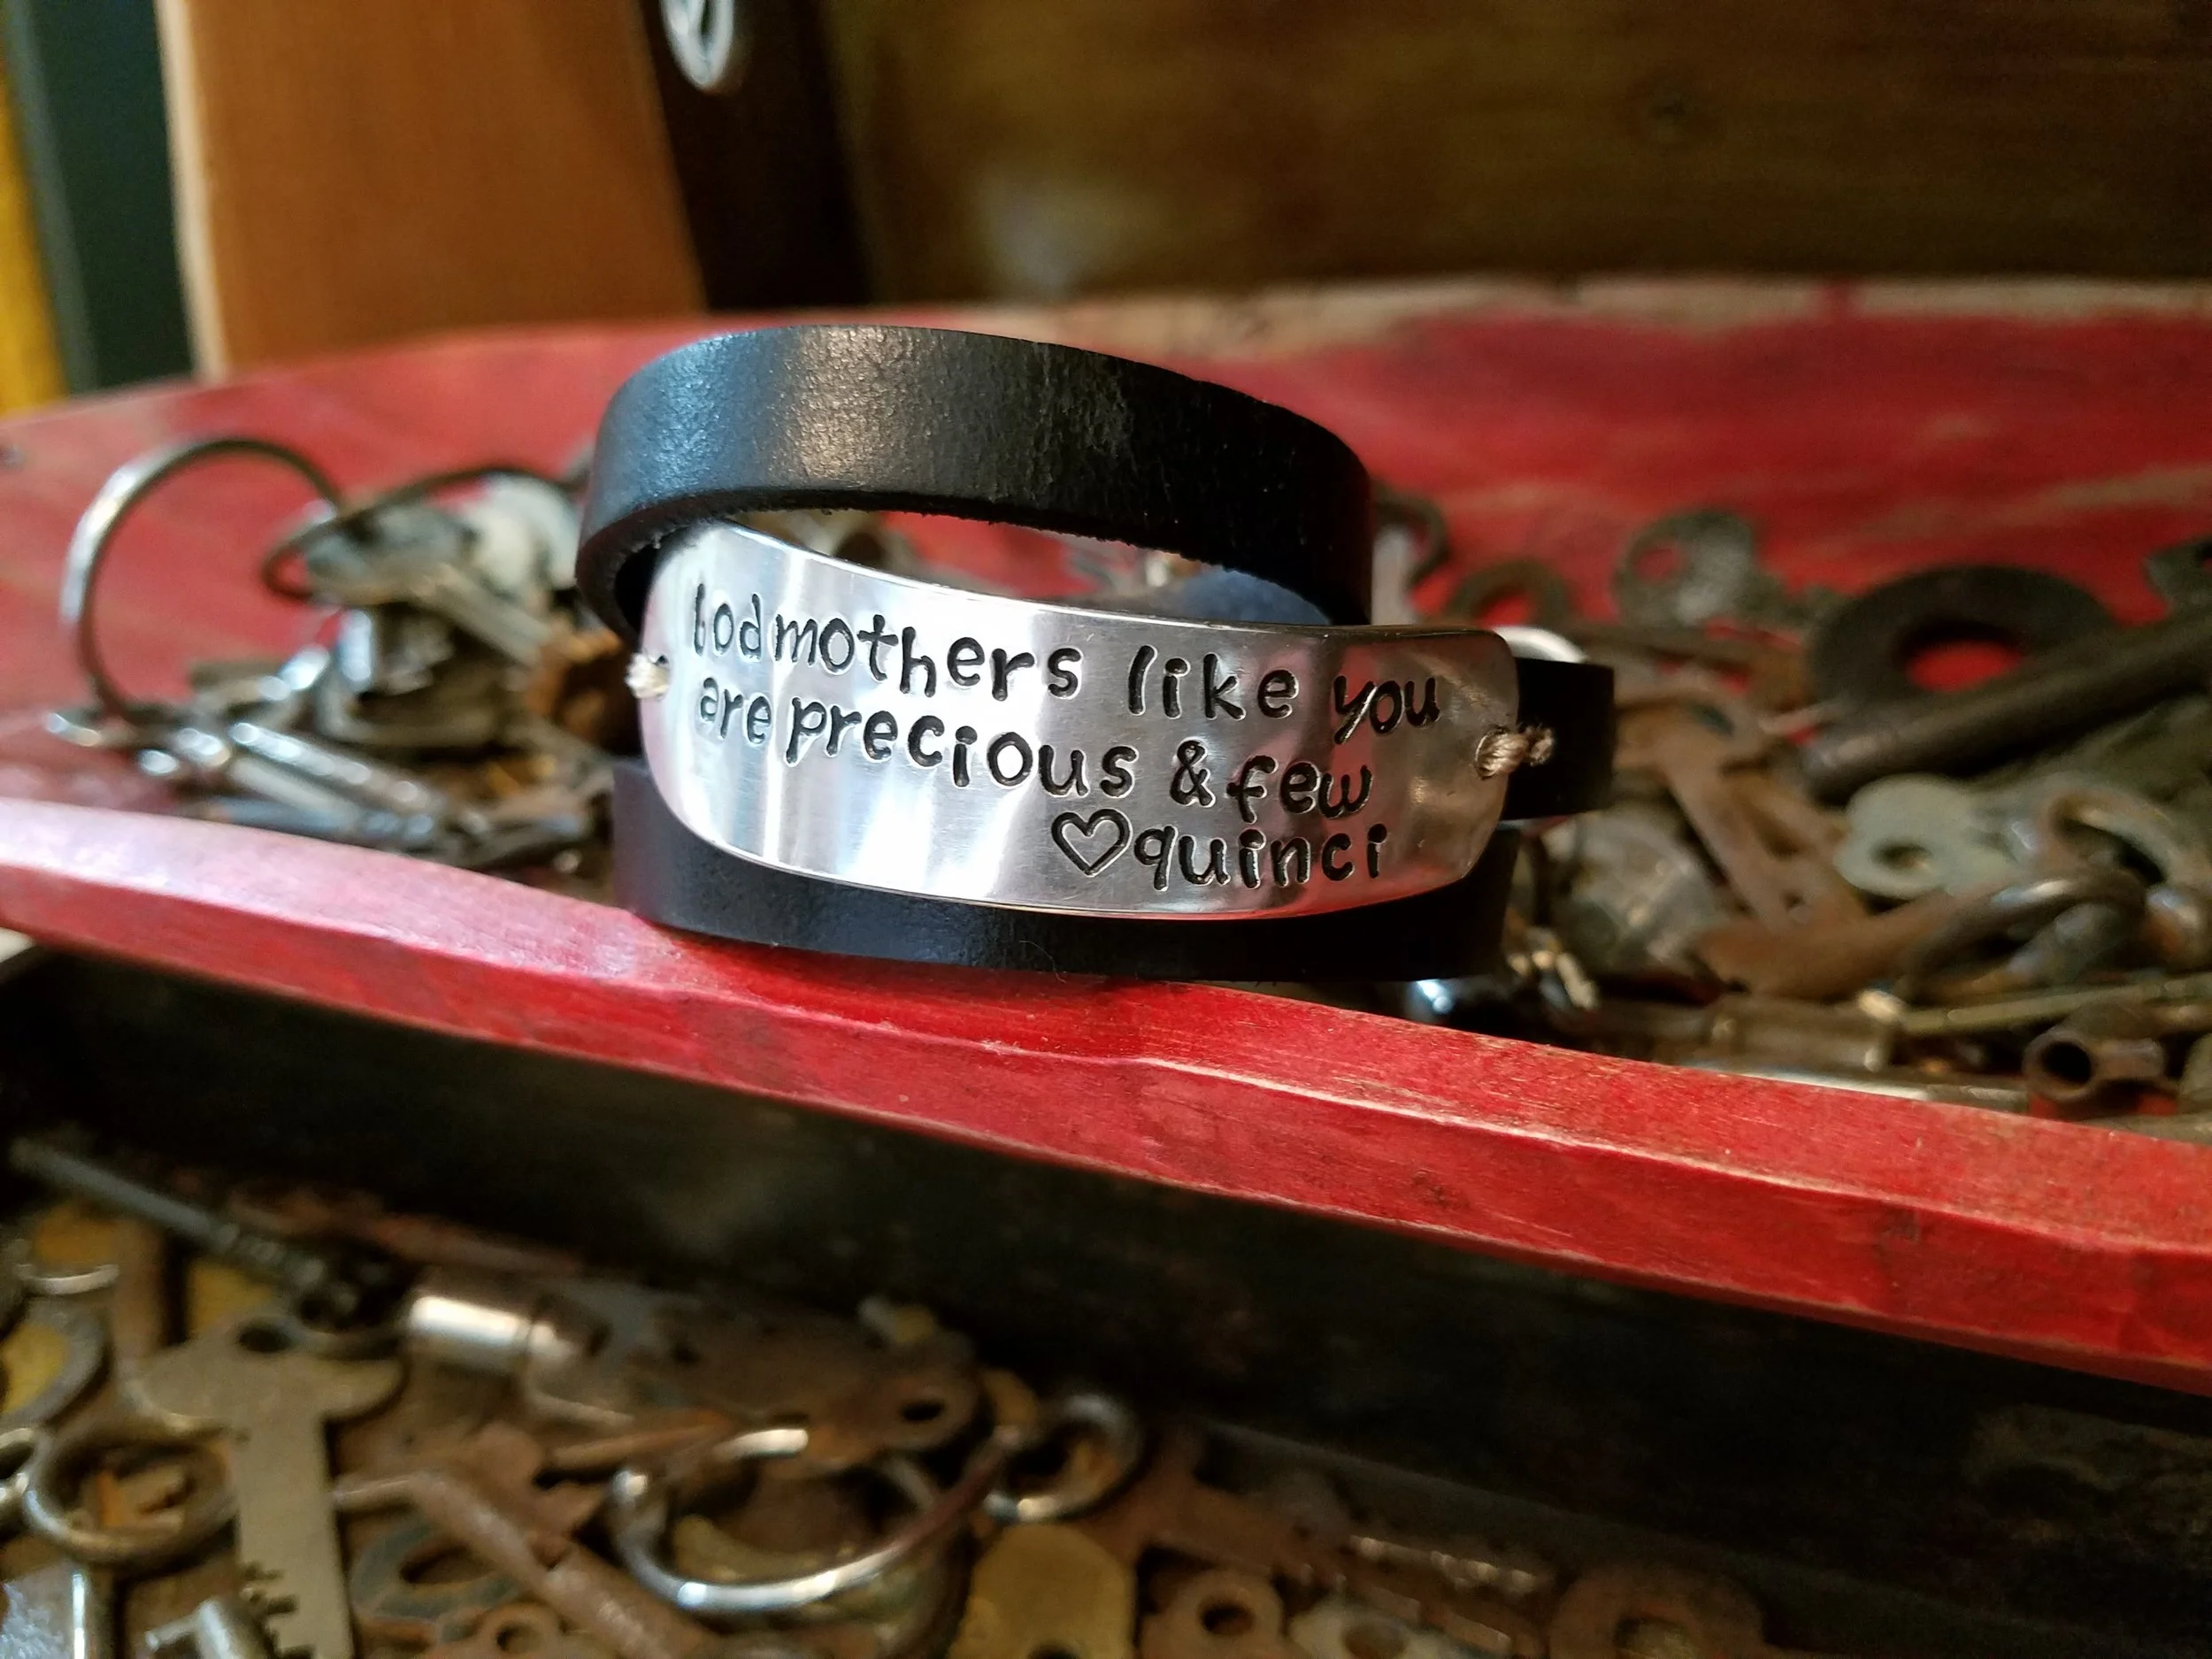 Godmothers like you
are precious & few
♡quinci